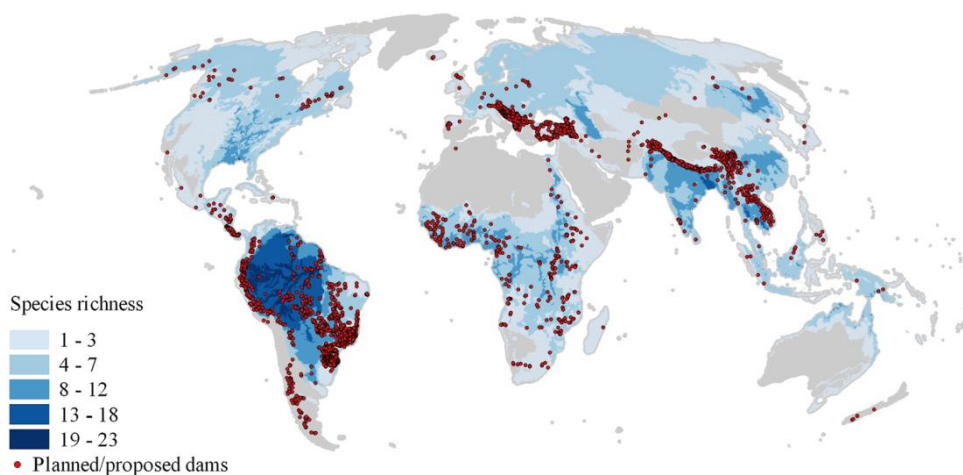 Species richness
1 - 3
4 - 7
8 - 12
13 - 18
19 - 23
Planned/proposed dams